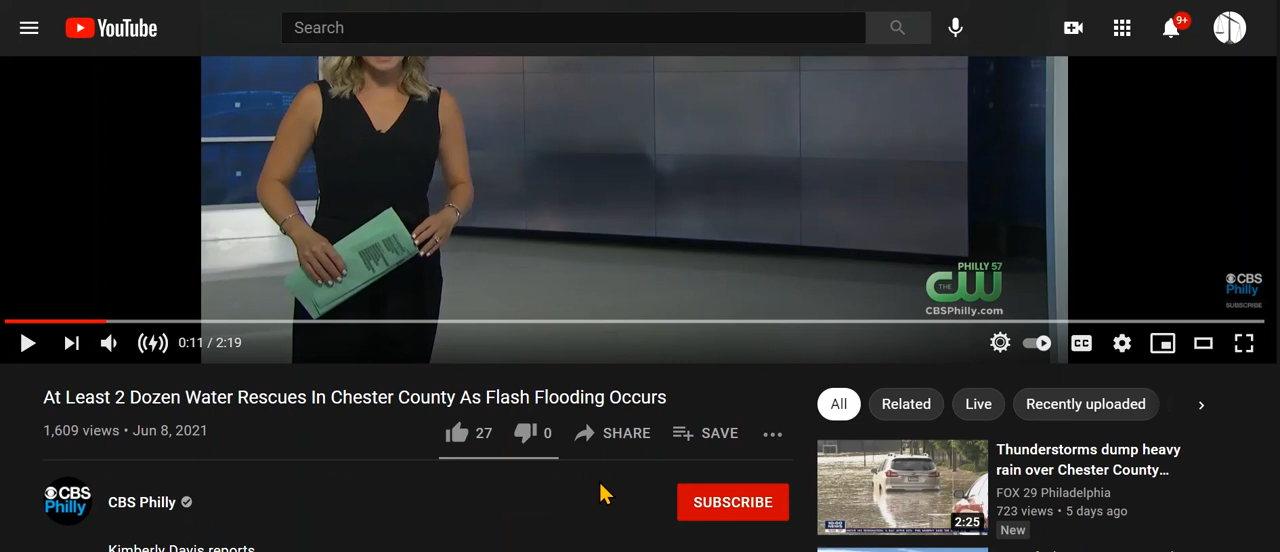 YouTube
Search
9+
PHILLY 57
THE CW
CBSPhilly.com
CBS
Philly
SUBSCRIBE
0:11 / 2:19
CC
At Least 2 Dozen Water Rescues In Chester County As Flash Flooding Occurs
1,609 views • Jun 8, 2021
27
0
SHARE
SAVE
CBS
Philly
CBS Philly
SUBSCRIBE
All
Related
Live
Recently uploaded
Thunderstorms dump heavy
rain over Chester County...
FOX 29 Philadelphia
723 views • 5 days ago
New
2:25
Kimberly Davis reports